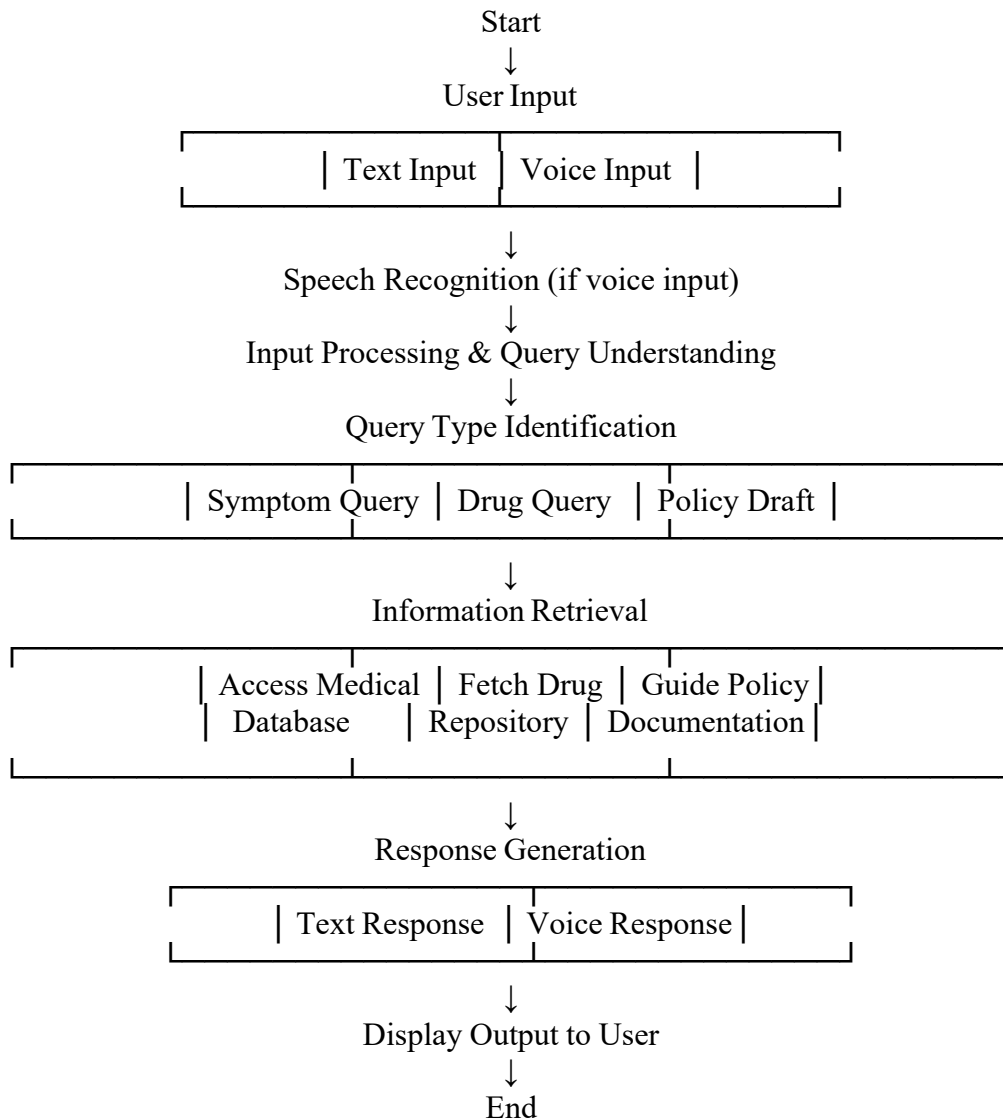 Start
↓
User Input
| Text Input | Voice Input |
↓
Speech Recognition (if voice input)
↓
Input Processing & Query Understanding
↓
Query Type Identification
| Symptom Query | Drug Query | Policy Draft |
↓
Information Retrieval
| Access Medical | Fetch Drug | Guide Policy|
| Database | Repository | Documentation|
↓
Response Generation
| Text Response | Voice Response|
↓
Display Output to User
↓
End